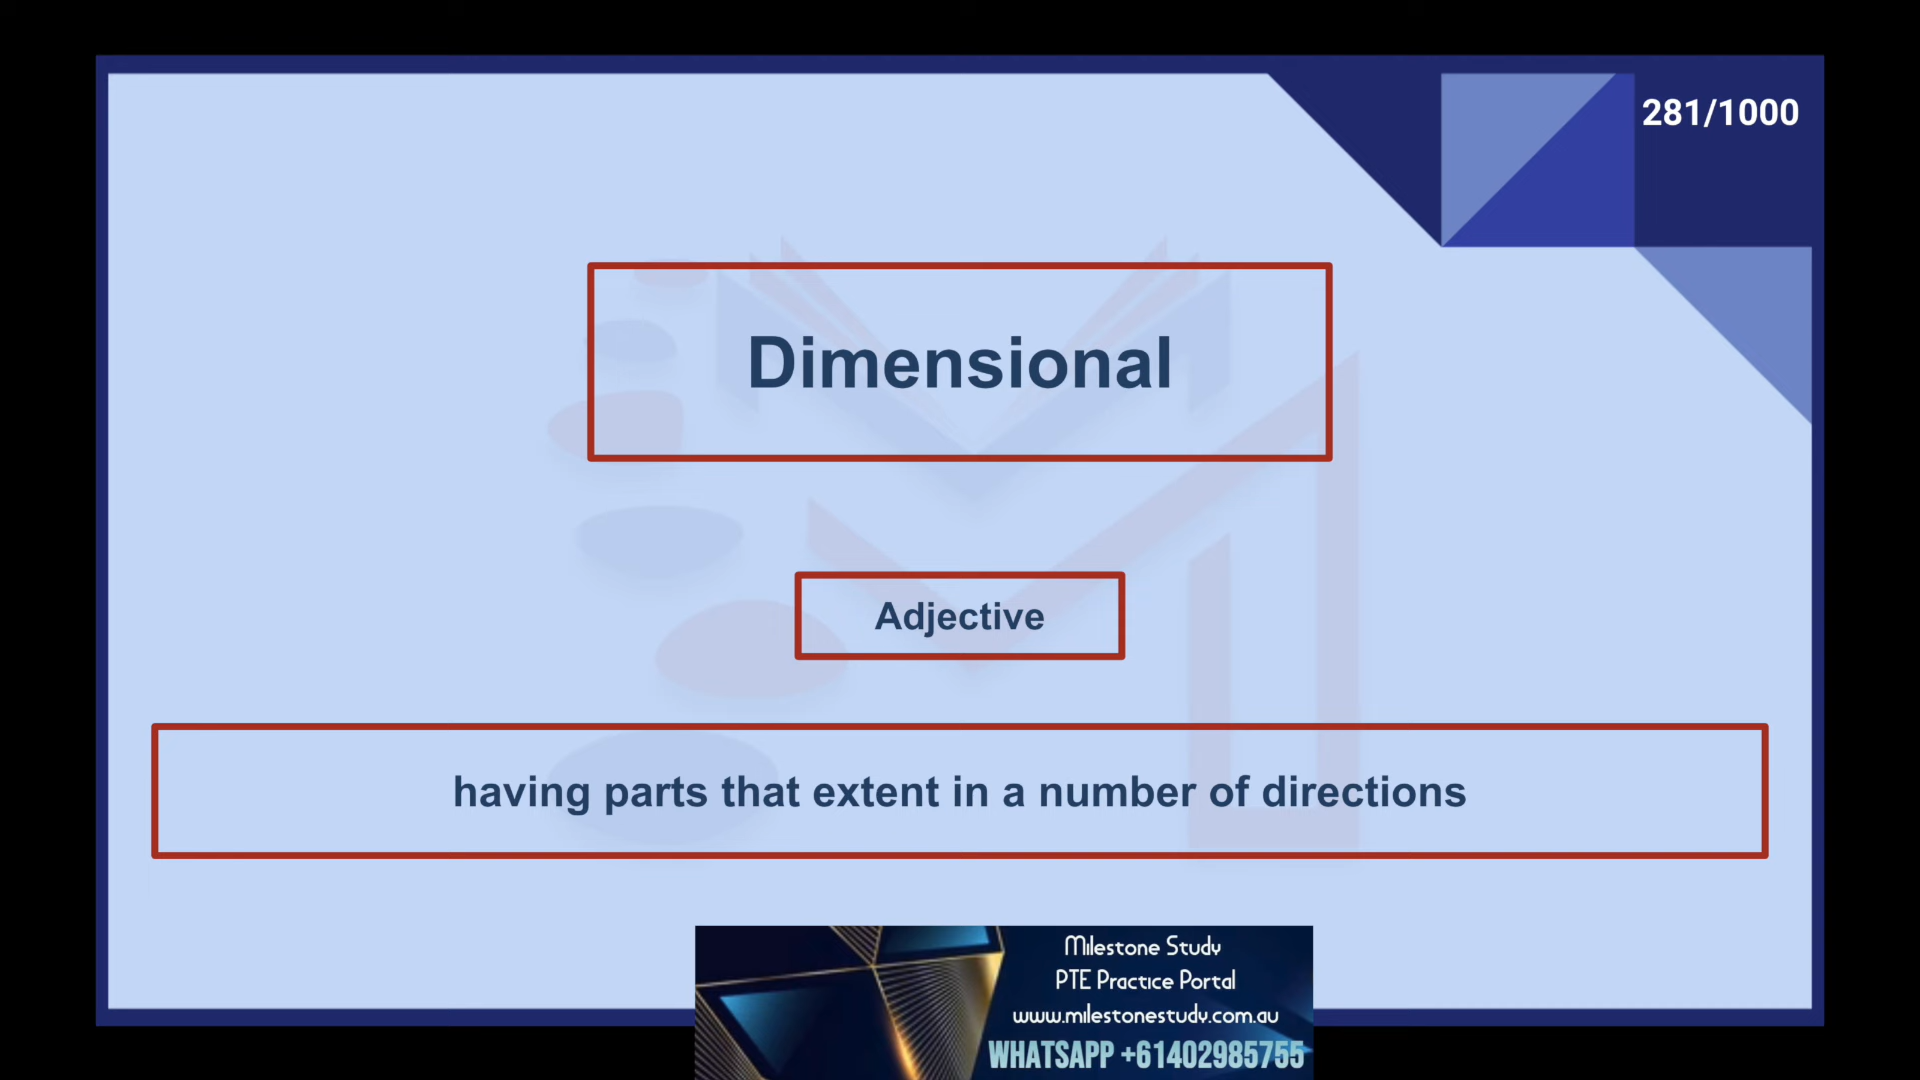 281/1000
Dimensional
Adjective
having parts that extent in a number of directions
Milestone Study
PTE Practice Portal
www.milestonestudy.com.au
WHATSAPP +61402985755